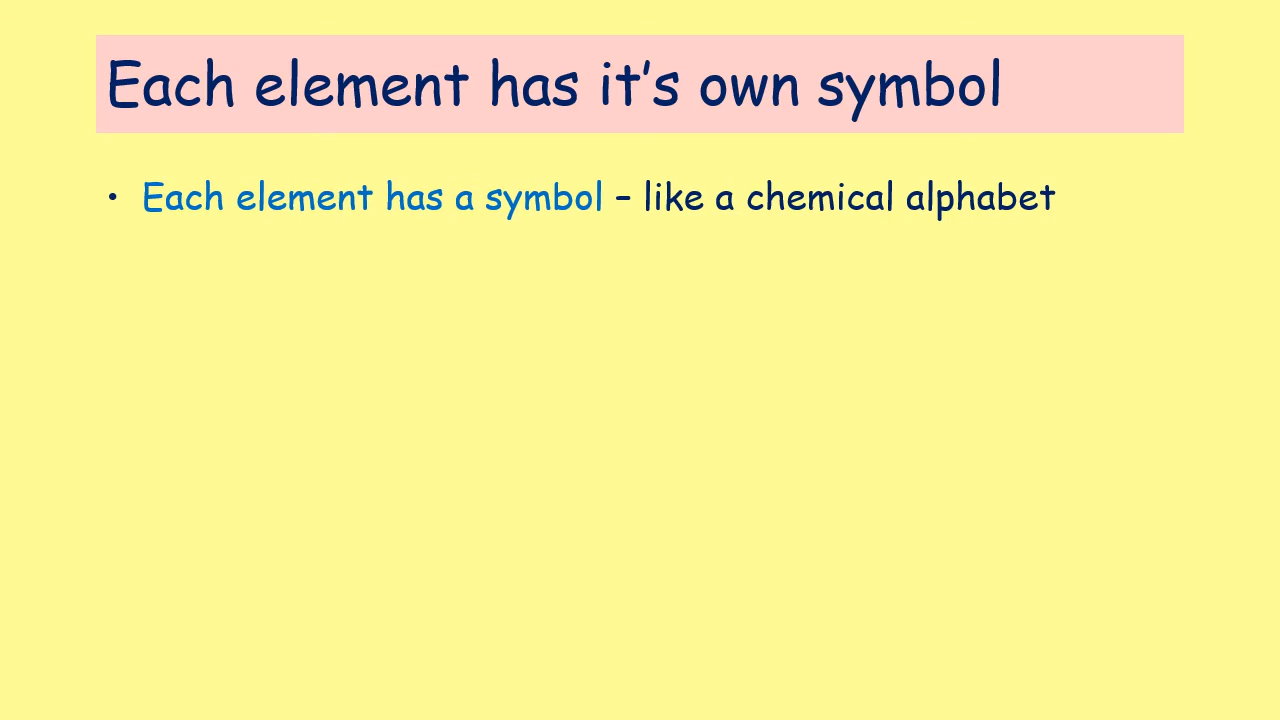 Each element has it’s own symbol
• Each element has a symbol – like a chemical alphabet